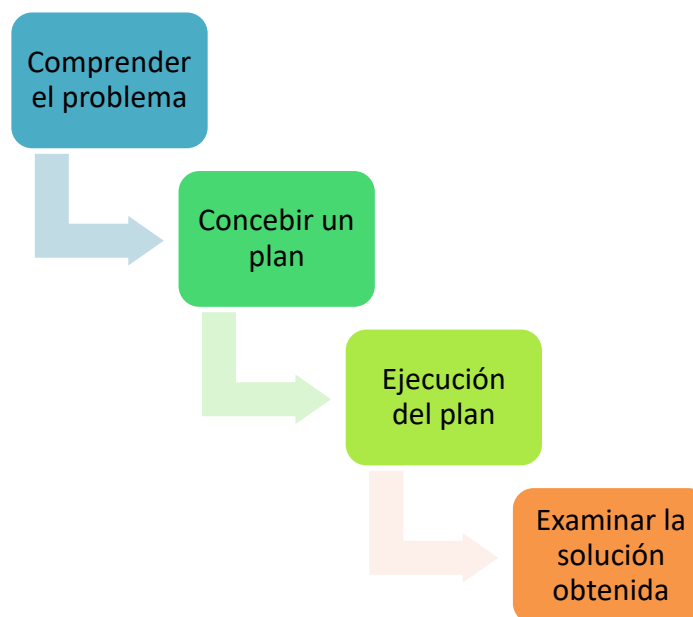 Comprender
el problema
Concebir un
plan
Ejecución
del plan
Examinar la
solución
obtenida